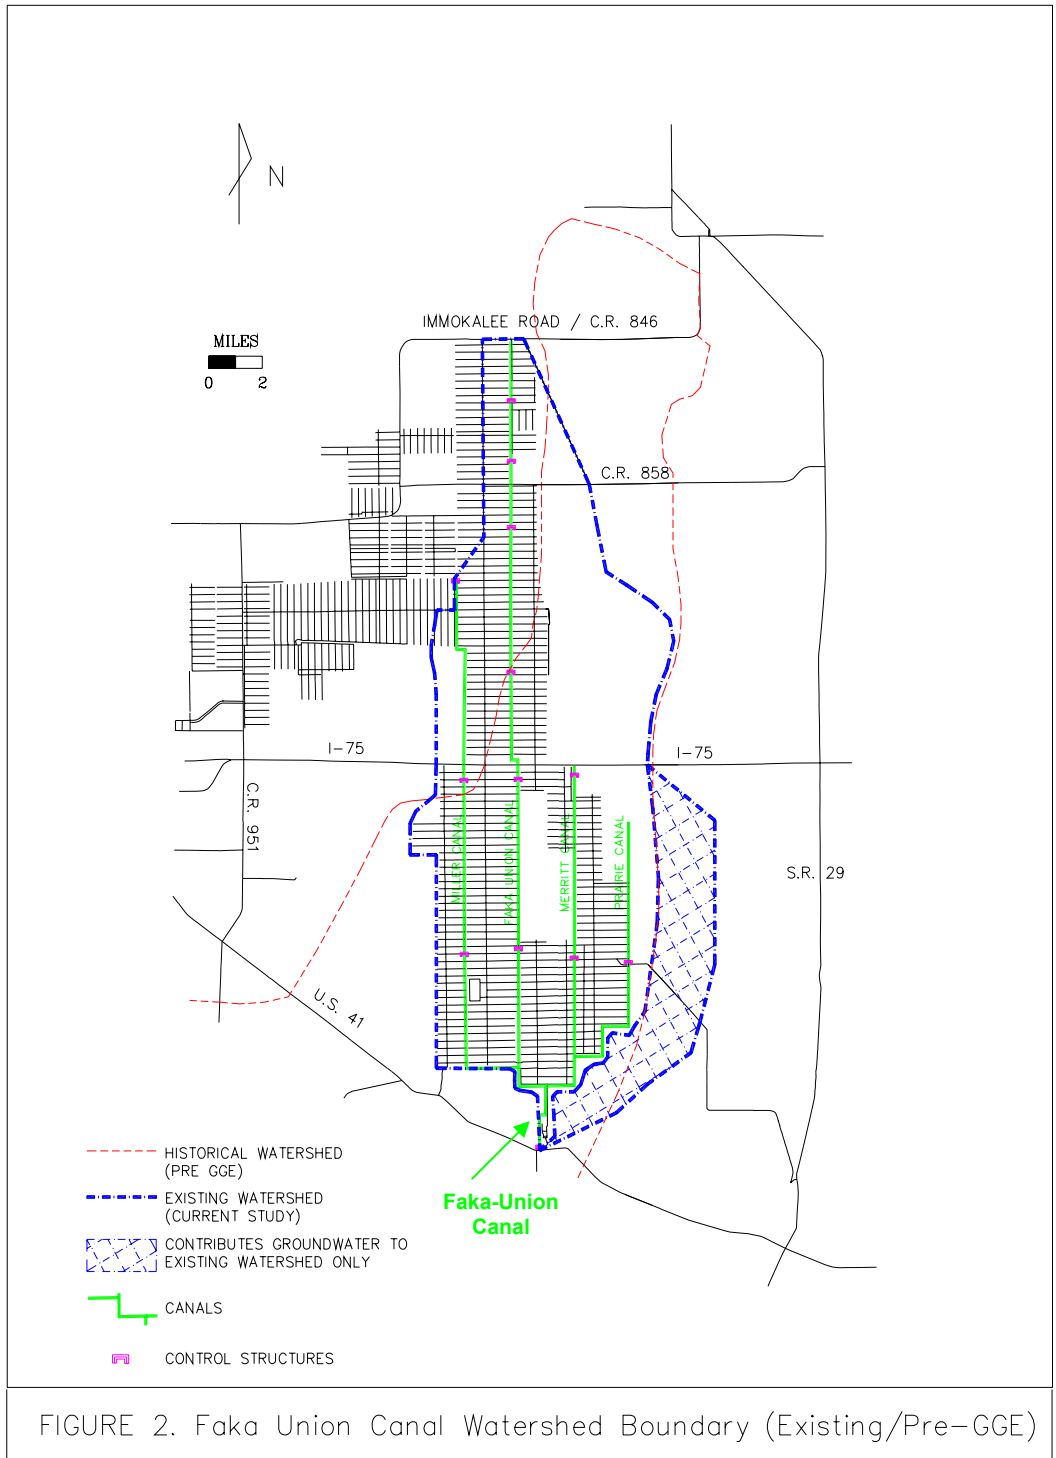 N
IMMOKALEE ROAD / C.R. 846
MILES
0 2
C.R. 858
I-75
I-75
C.R. 951
MILLER CANAL
FAKA UNION CANAL
MERRITT CANAL
PRAIRIE CANAL
S.R. 29
U.S. 41
Faka-Union
Canal
HISTORICAL WATERSHED
(PRE GGE)
EXISTING WATERSHED
(CURRENT STUDY)
CONTRIBUTES GROUNDWATER TO
EXISTING WATERSHED ONLY
CANALS
CONTROL STRUCTURES
FIGURE 2. Faka Union Canal Watershed Boundary (Existing/Pre-GGE)